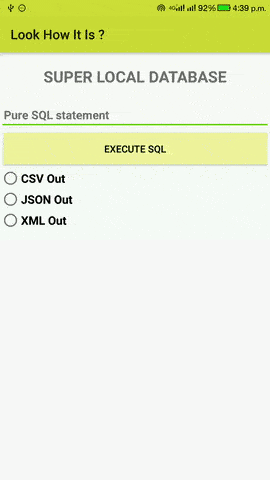 4G 92% 4:39 p.m.
Look How It Is ?
SUPER LOCAL DATABASE
Pure SQL statement
EXECUTE SQL
CSV Out
JSON Out
XML Out